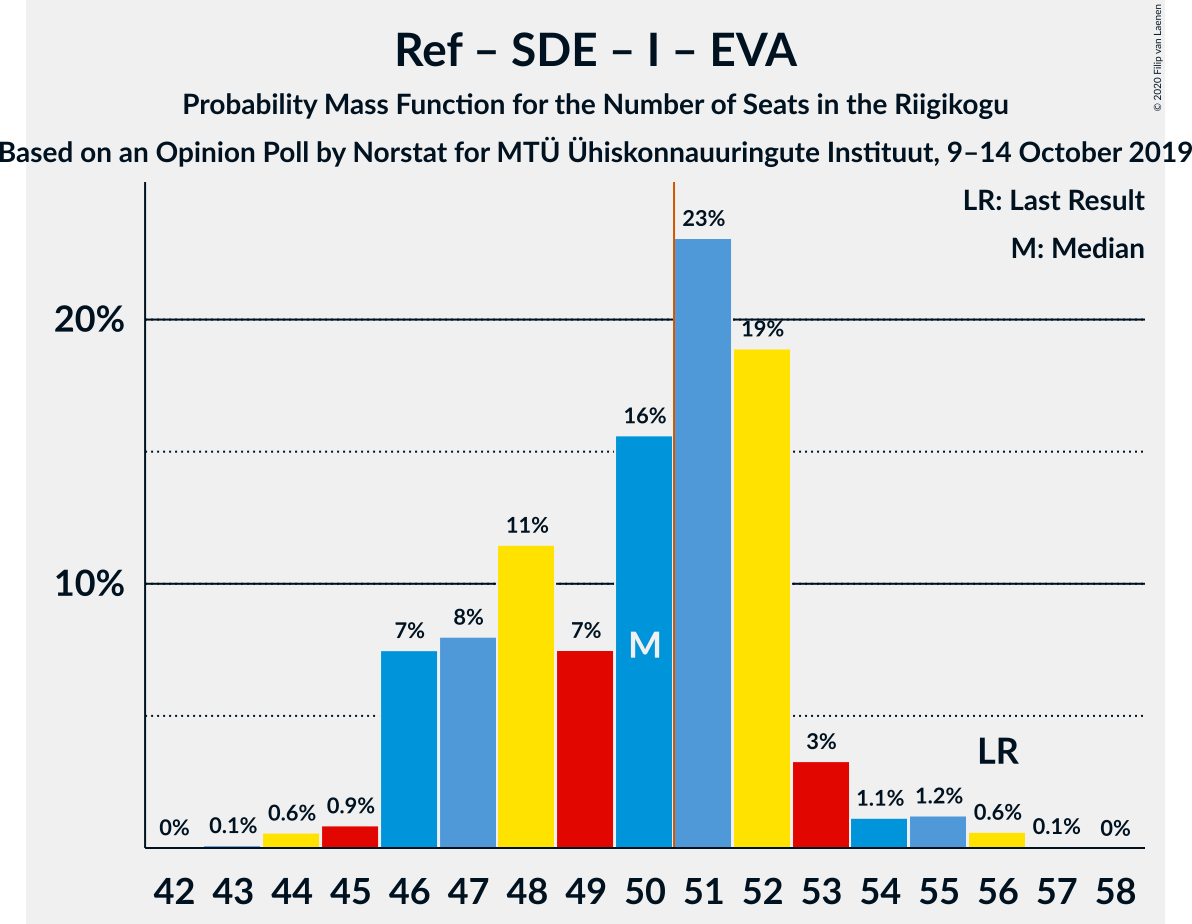 Ref – SDE – I – EVA
Probability Mass Function for the Number of Seats in the Riigikogu
Based on an Opinion Poll by Norstat for MTÜ Ühiskonnauuringute Instituut, 9–14 October 2019
© 2020 Filip van Laenen
LR: Last Result
M: Median
23%
20%
19%
16%
11%
10%
8%
7%
7%
M
3%
LR
0%
0.1%
0.6%
0.9%
1.1%
1.2%
0.6%
0.1%
0%
42 43 44 45 46 47 48 49 50 51 52 53 54 55 56 57 58